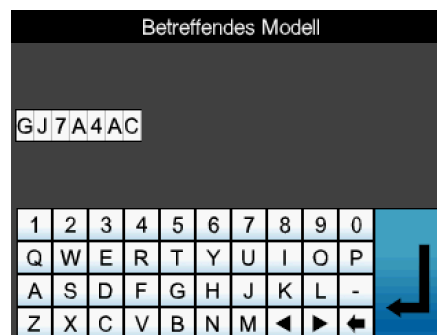 Betreffendes Modell
GJ7A4AC
1 2 3 4 5 6 7 8 9 0
Q W E R T Y U I O P
A S D F G H J K L -
Z X C V B N M ◀ ▶ ←